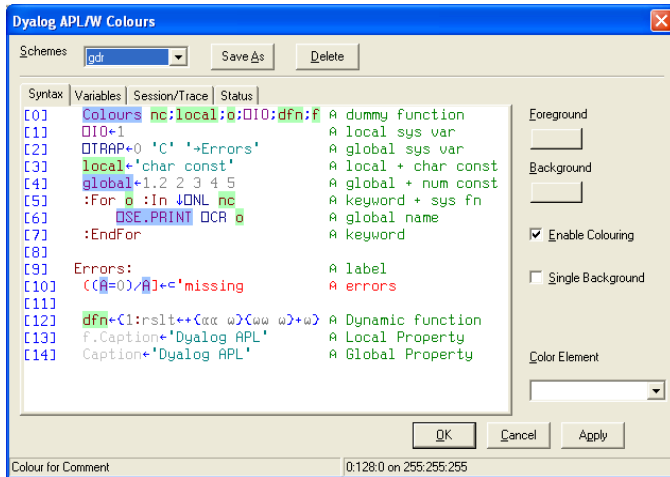 Dyalog APL/W Colours
Schemes gdr Save As Delete
Syntax Variables Session/Trace Status
[0] Colours nc;local;o;⎕IO;dfn;f ⍝ dummy function
[1] ⎕IO←1 ⍝ local sys var
[2] ⎕TRAP←0 'C' '→Errors' ⍝ global sys var
[3] local←'char const' ⍝ local + char const
[4] global←1.2 2 3 4 5 ⍝ global + num const
[5] :For o :In ↓⎕NL nc ⍝ keyword + sys fn
[6] ⎕SE.PRINT ⎕CR o ⍝ global name
[7] :EndFor ⍝ keyword
[8]
[9] Errors: ⍝ label
[10] ((A=0)/A]←⊂'missing ⍝ errors
[11]
[12] dfn←{1:rslt←+{⍺⍺ ⍵}{⍵⍵ ⍵}+⍵} ⍝ Dynamic function
[13] f.Caption←'Dyalog APL' ⍝ Local Property
[14] Caption←'Dyalog APL' ⍝ Global Property
Foreground
Background
Enable Colouring
Single Background
Color Element
OK Cancel Apply
Colour for Comment 0:128:0 on 255:255:255